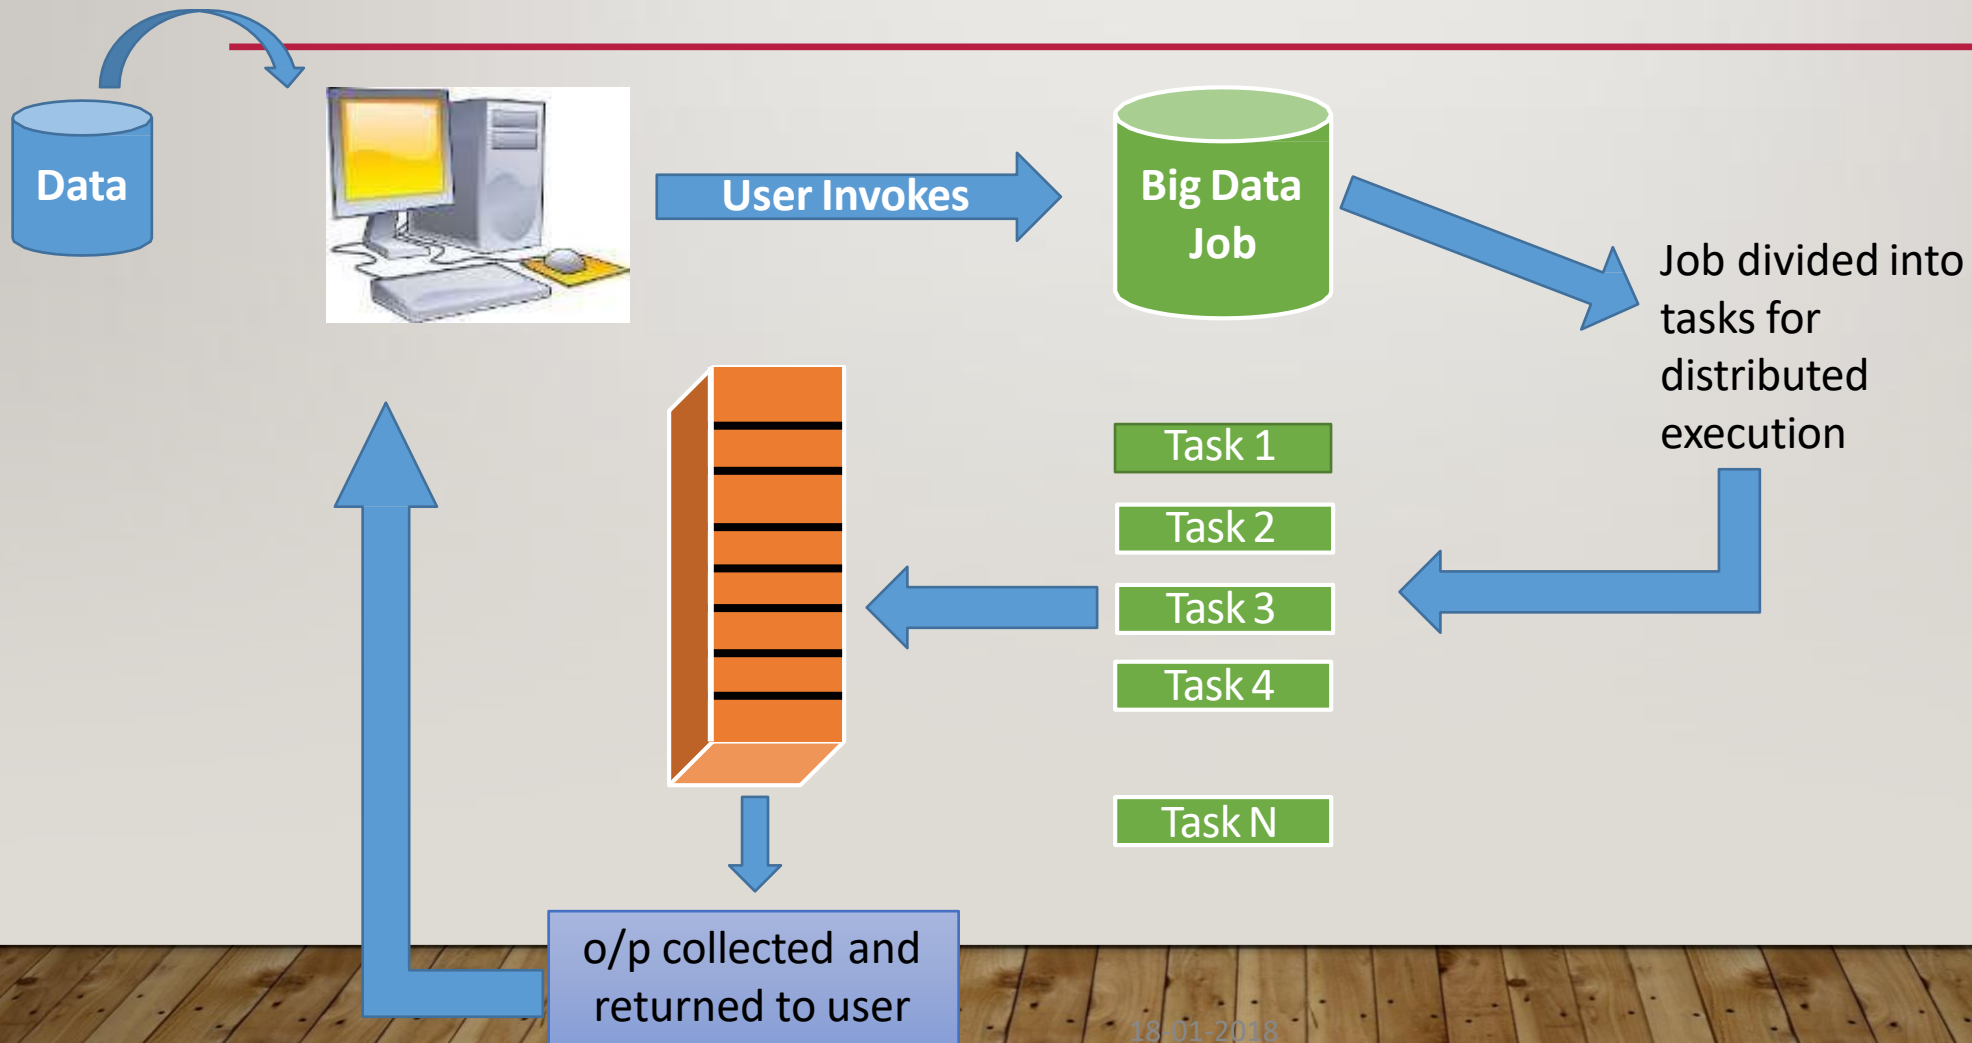 Data
User Invokes
Big Data
Job
Job divided into
tasks for
distributed
execution
Task 1
Task 2
Task 3
Task 4
Task N
o/p collected and
returned to user
18-01-2018